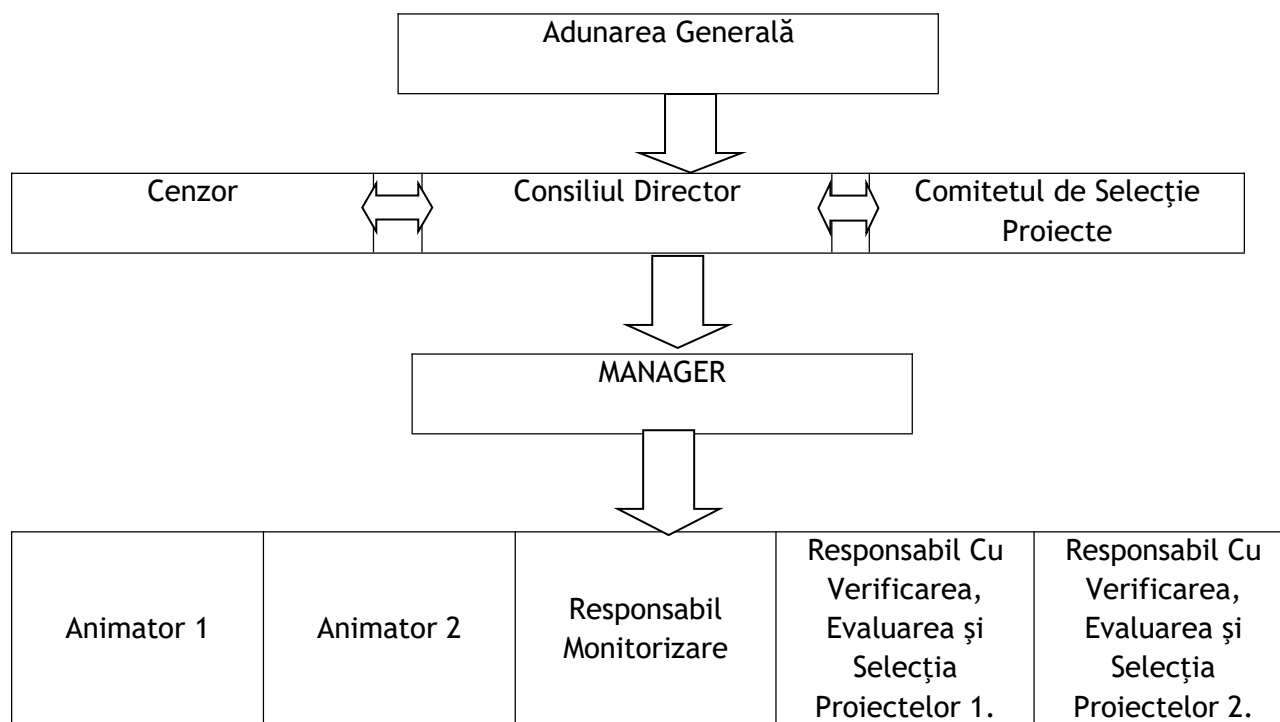 Adunarea Generală
Cenzor
Consiliul Director
Comitetul de Selecţie
Proiecte
MANAGER
Animator 1
Animator 2
Responsabil
Monitorizare
Responsabil Cu
Verificarea,
Evaluarea şi
Selecţia
Proiectelor 1.
Responsabil Cu
Verificarea,
Evaluarea şi
Selecţia
Proiectelor 2.